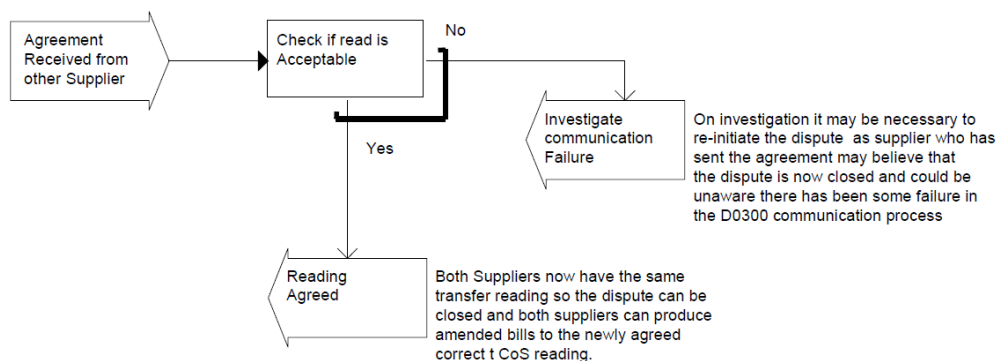 Agreement
Received from
other Supplier
Check if read is
Acceptable
No
Yes
Investigate
communication
Failure
On investigation it may be necessary to
re-initiate the dispute as supplier who has
sent the agreement may believe that
the dispute is now closed and could be
unaware there has been some failure in
the D0300 communication process
Reading
Agreed
Both Suppliers now have the same
transfer reading so the dispute can be
closed and both suppliers can produce
amended bills to the newly agreed
correct t CoS reading.